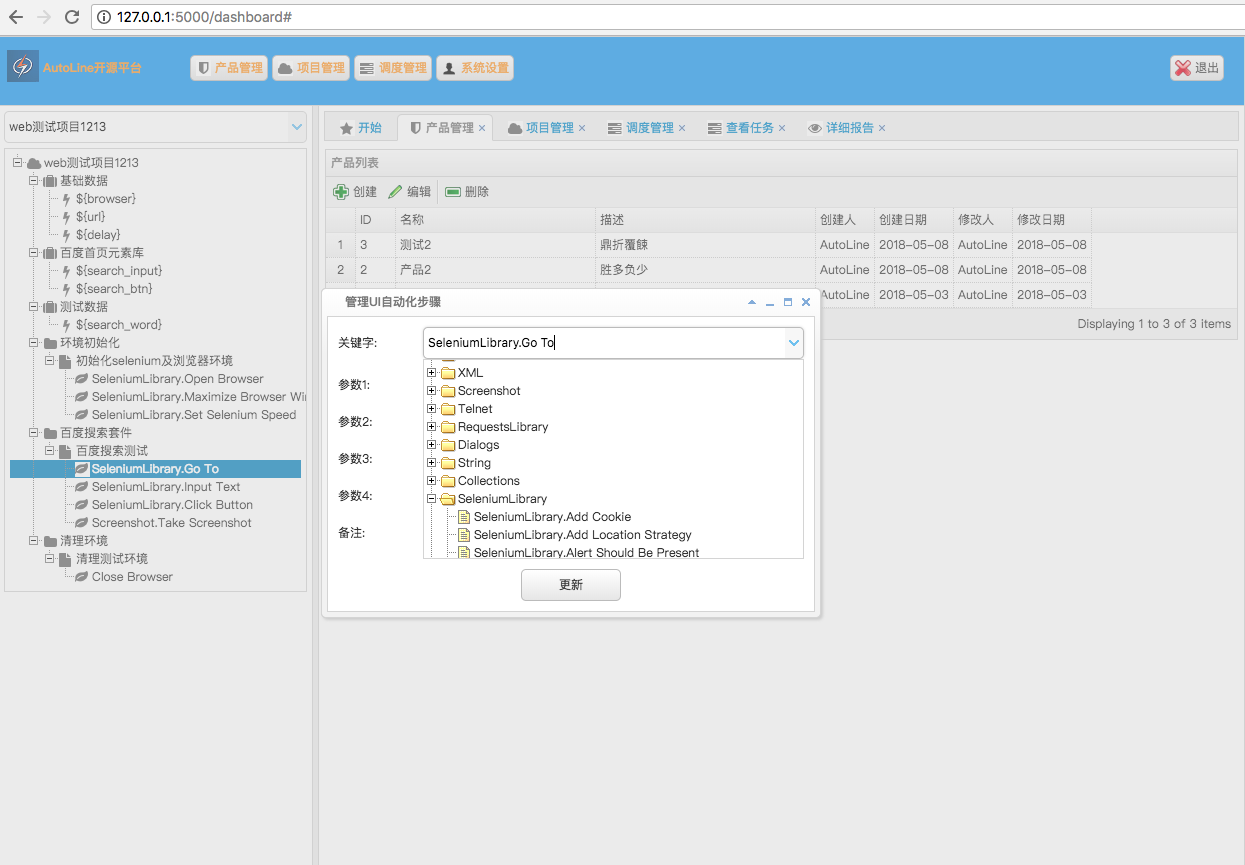 127.0.0.1:5000/dashboard#
AutoLine开源平台
产品管理
项目管理
调度管理
系统设置
退出
web测试项目1213
web测试项目1213
基础数据
${browser}
${url}
${delay}
百度首页元素库
${search_input}
${search_btn}
测试数据
${search_word}
环境初始化
初始化selenium及浏览器环境
SeleniumLibrary.Open Browser
SeleniumLibrary.Maximize Browser Wi
SeleniumLibrary.Set Selenium Speed
百度搜索套件
百度搜索测试
SeleniumLibrary.Go To
SeleniumLibrary.Input Text
SeleniumLibrary.Click Button
Screenshot.Take Screenshot
清理环境
清理测试环境
Close Browser
开始 产品管理 项目管理 调度管理 查看任务 详细报告
产品列表
创建 编辑 删除
ID 名称 描述 创建人 创建日期 修改人 修改日期
1 3 测试2 鼎折覆餗 AutoLine 2018-05-08 AutoLine 2018-05-08
2 2 产品2 胜多负少 AutoLine 2018-05-08 AutoLine 2018-05-08
AutoLine 2018-05-03 AutoLine 2018-05-03
Displaying 1 to 3 of 3 items
管理UI自动化步骤
关键字: SeleniumLibrary.Go To
参数1:
参数2:
参数3:
参数4:
备注:
XML
Screenshot
Telnet
RequestsLibrary
Dialogs
String
Collections
SeleniumLibrary
SeleniumLibrary.Add Cookie
SeleniumLibrary.Add Location Strategy
SeleniumLibrary.Alert Should Be Present
更新